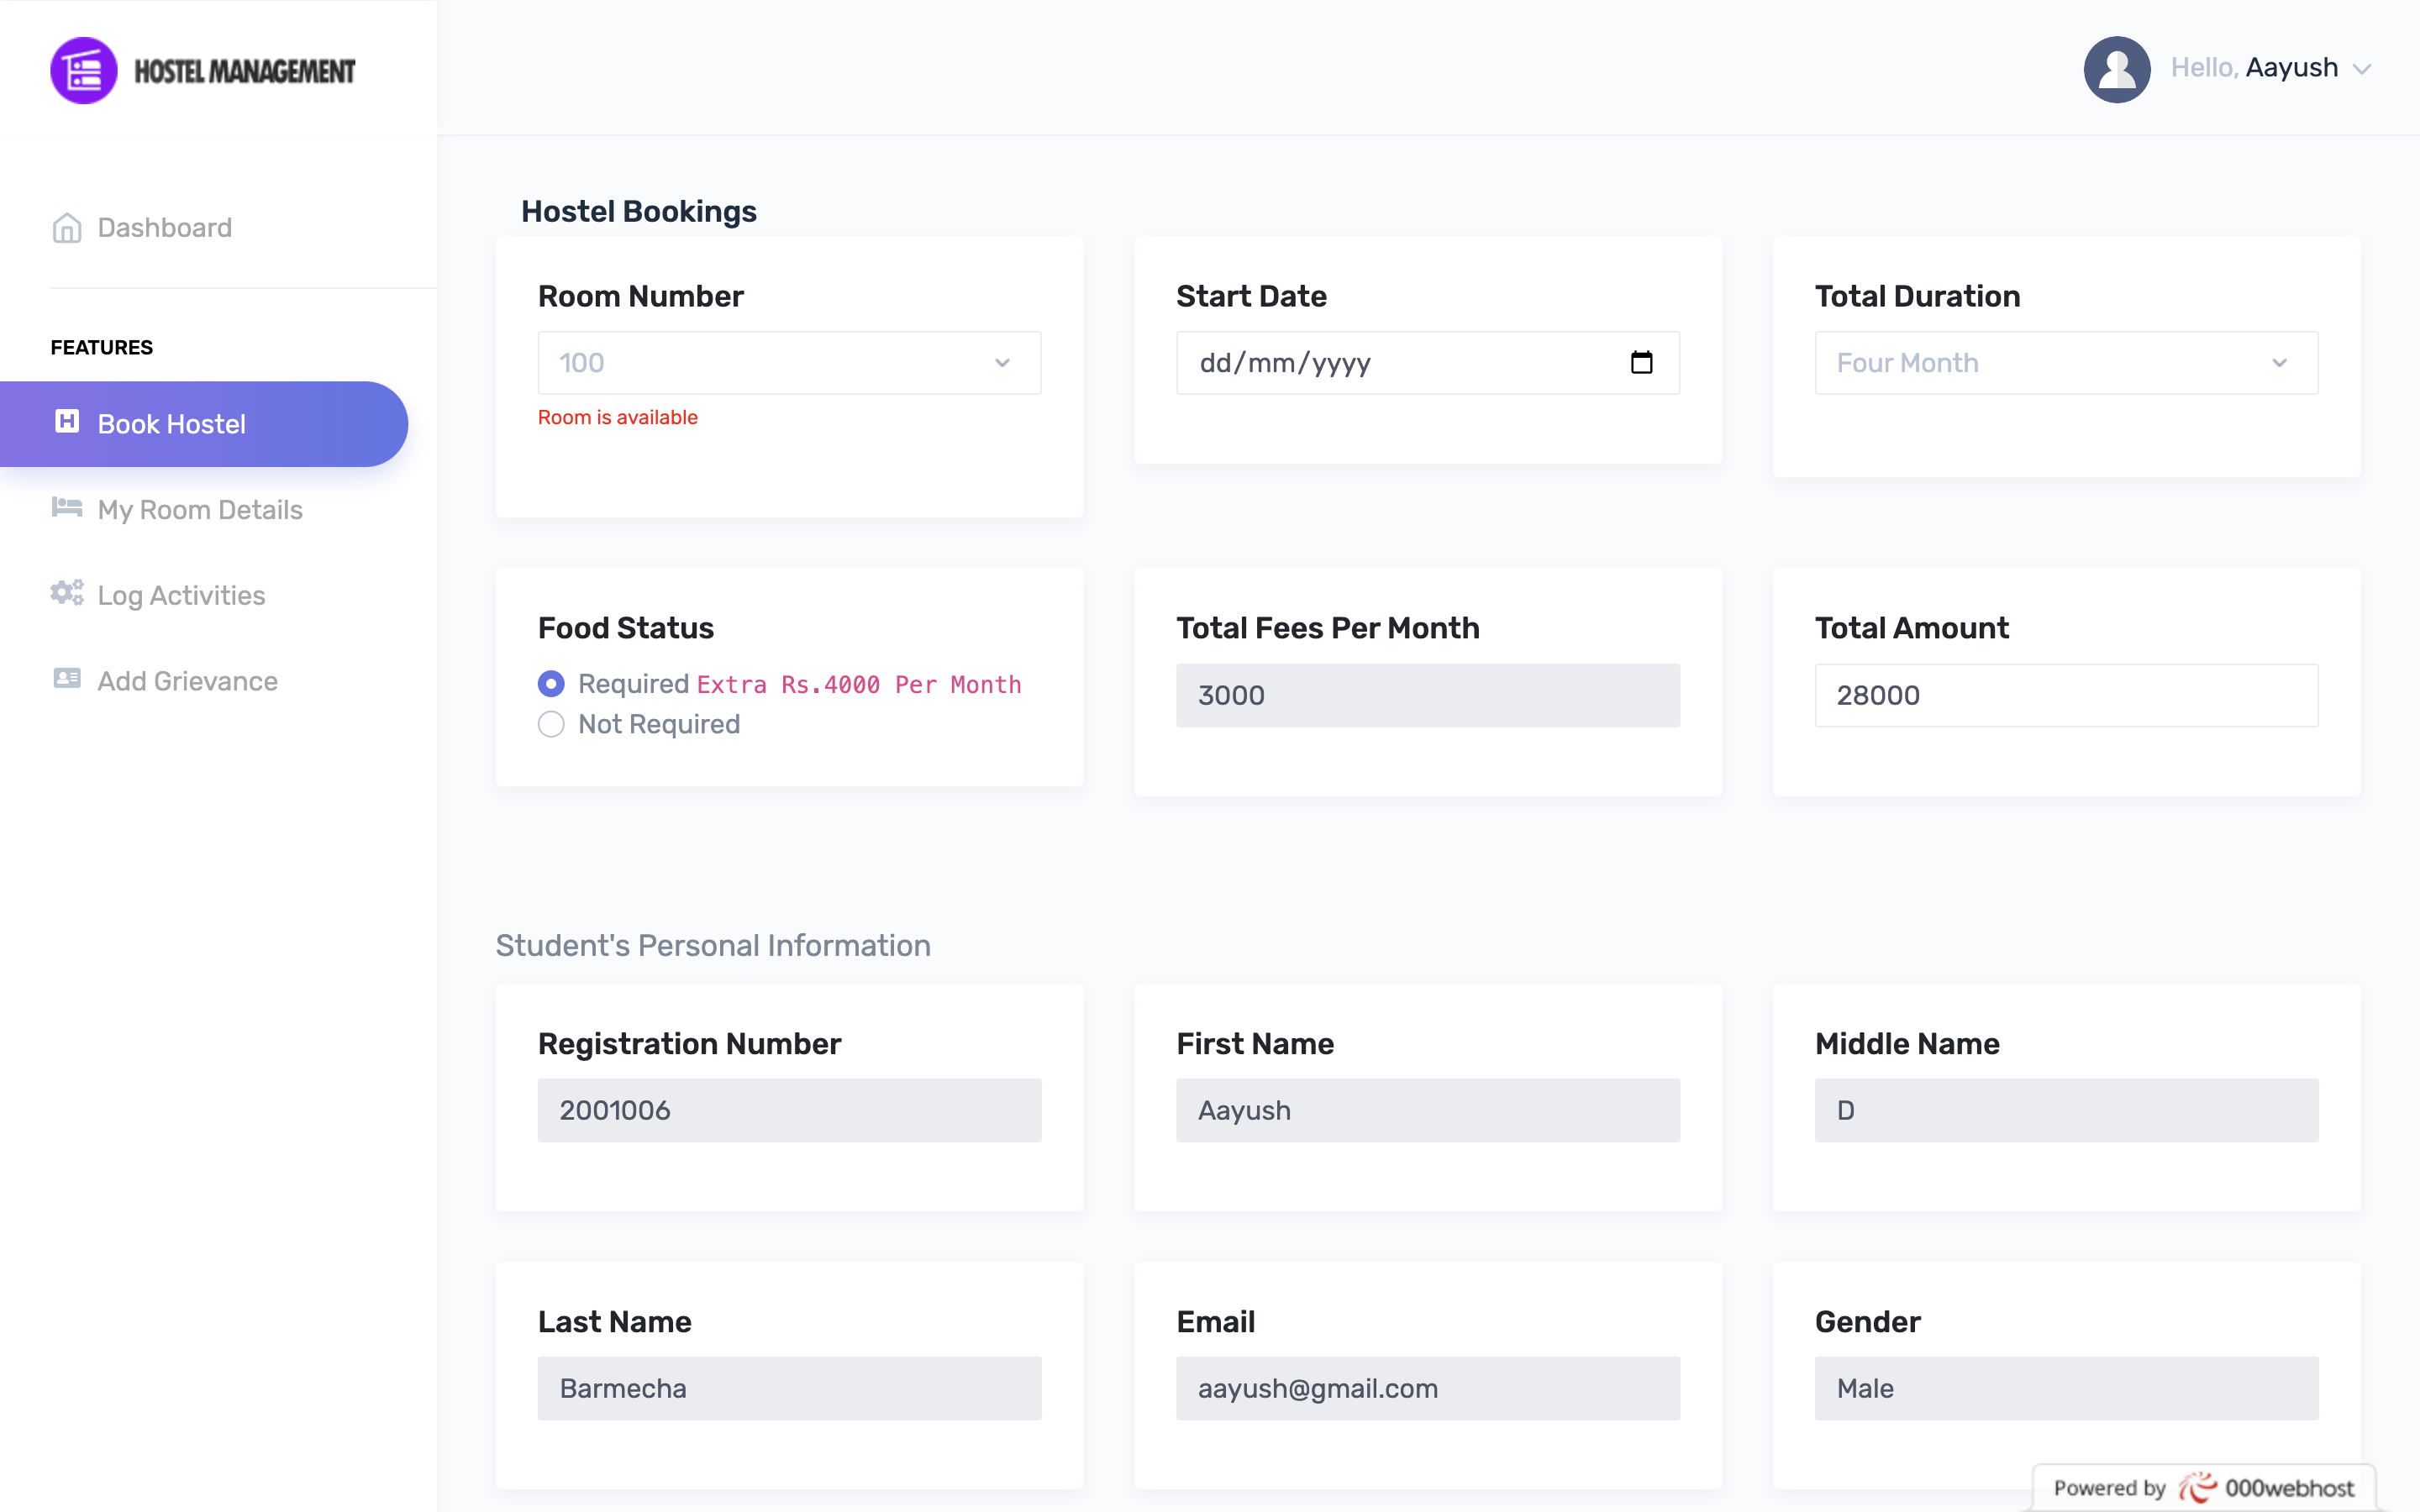 HOSTEL MANAGEMENT
Hello, Aayush
Dashboard
FEATURES
Book Hostel
My Room Details
Log Activities
Add Grievance
Hostel Bookings
Room Number
100
Room is available
Start Date
dd/mm/yyyy
Total Duration
Four Month
Food Status
Required Extra Rs.4000 Per Month
Not Required
Total Fees Per Month
3000
Total Amount
28000
Student's Personal Information
Registration Number
2001006
First Name
Aayush
Middle Name
D
Last Name
Barmecha
Email
aayush@gmail.com
Gender
Male
Powered by 000webhost